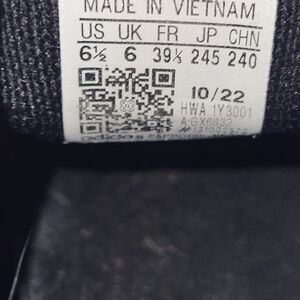 MADE IN VIETNAM
US UK FR JP CHN
6½ 6 39⅓ 245 240
10/22
HWA 1Y3001